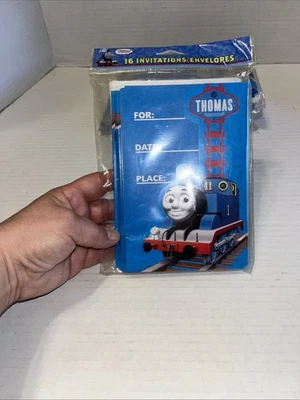 16 INVITATIONS/ENVELOPES
THOMAS
FOR:
DATE:
PLACE: